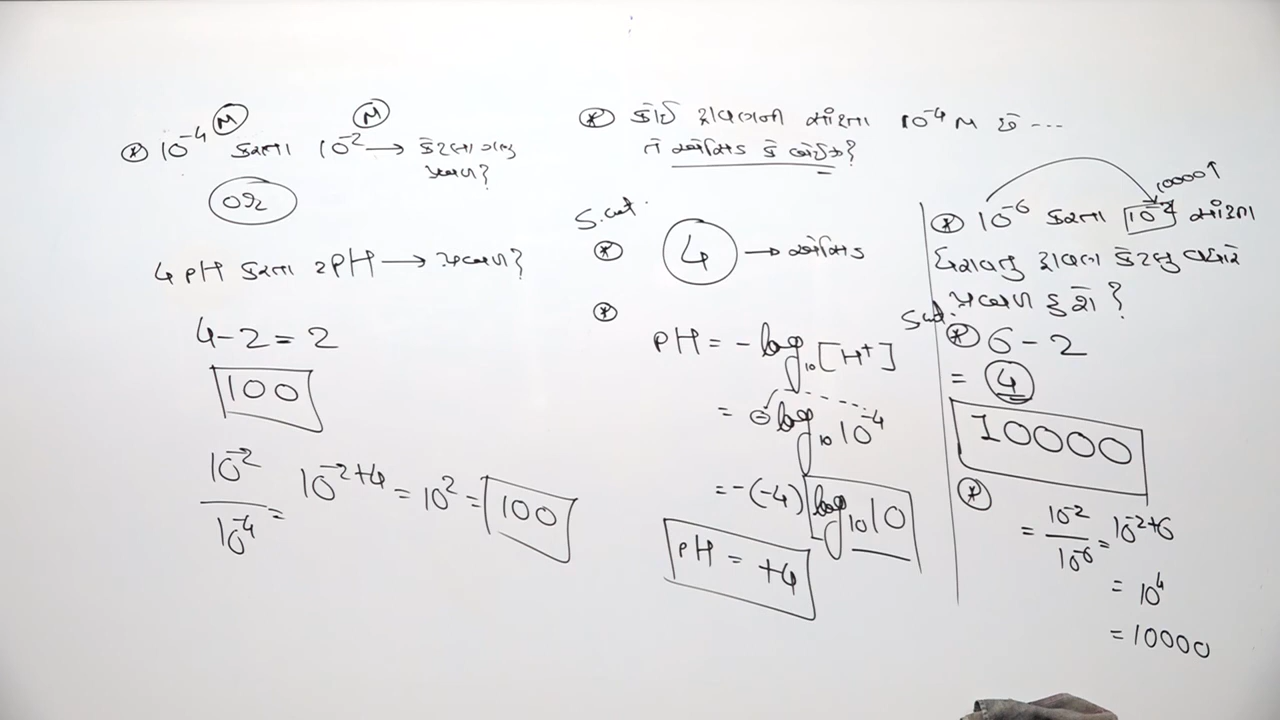 * 10⁻⁴ M કરતા 10⁻² M → કેટલા ગણુ
પ્રબળ?
4 pH કરતા 2 pH → પ્રબળ?
4 - 2 = 2
100
10⁻² / 10⁻⁴ = 10⁻²⁺⁴ = 10² = 100
* કોઈ દ્રાવણની સાંદ્રતા 10⁻⁴ M છે ...
તે એસિડ કે બેઈઝ?
S.cut.
* 4 → એસિડ
*
pH = -log₁₀[H⁺]
= -log₁₀10⁻⁴
= -(-4) log₁₀10
pH = +4
10000↑
* 10⁻⁶ કરતા 10⁻² સાંદ્રતા
ધરાવતુ દ્રાવણ કેટલુ વધારે
પ્રબળ હશે?
S.cut.
* 6 - 2
= 4
10000
*
= 10⁻² / 10⁻⁶ = 10⁻²⁺⁶
= 10⁴
= 10000